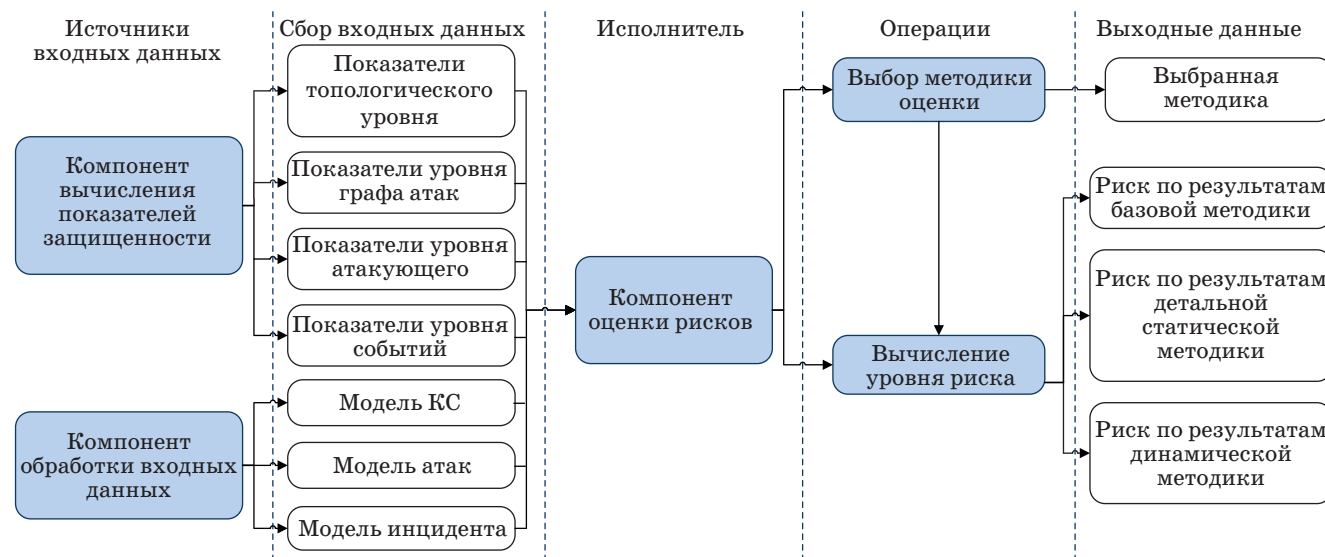 Источники
входных данных
Сбор входных данных
Исполнитель
Операции
Выходные данные
Компонент
вычисления
показателей
защищенности
Компонент
обработки входных
данных
Показатели
топологического
уровня
Показатели уровня
графа атак
Показатели уровня
атакующего
Показатели уровня
событий
Модель КС
Модель атак
Модель инцидента
Компонент
оценки рисков
Выбор методики
оценки
Вычисление
уровня риска
Выбранная
методика
Риск по результатам
базовой методики
Риск по результатам
детальной
статической
методики
Риск по результатам
динамической
методики